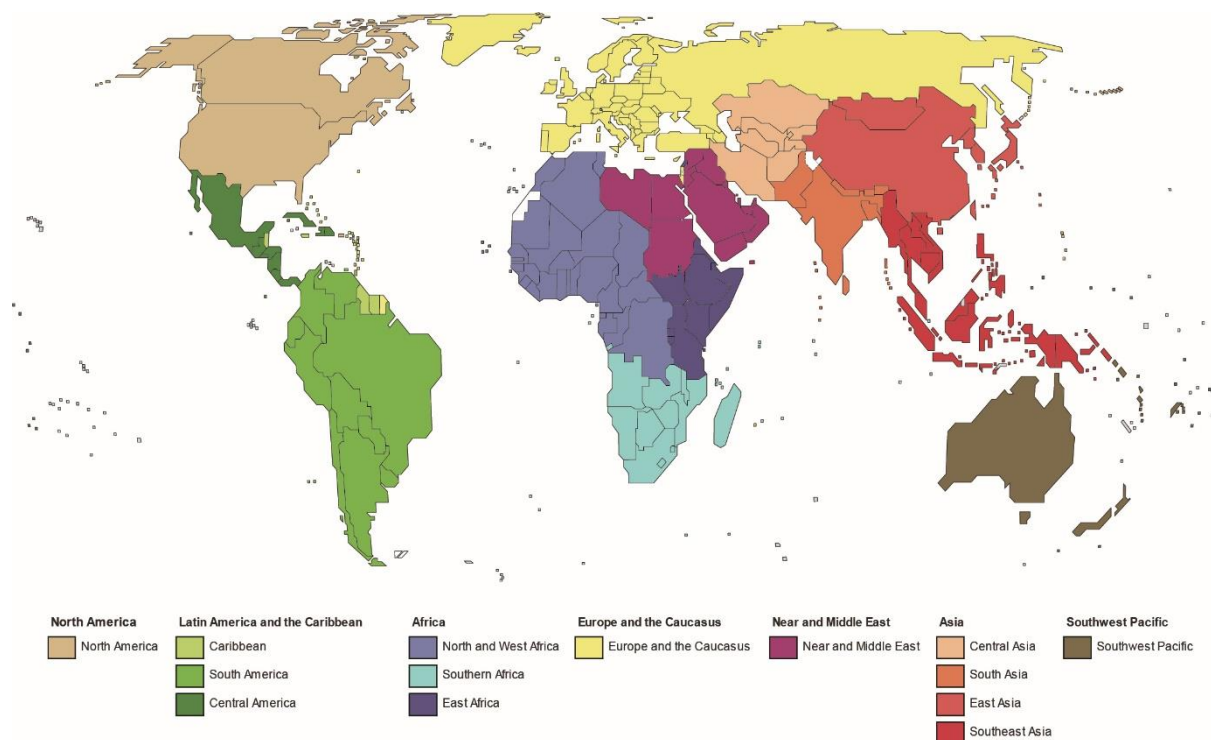 North America
North America
Latin America and the Caribbean
Caribbean
South America
Central America
Africa
North and West Africa
Southern Africa
East Africa
Europe and the Caucasus
Europe and the Caucasus
Near and Middle East
Near and Middle East
Asia
Central Asia
South Asia
East Asia
Southeast Asia
Southwest Pacific
Southwest Pacific